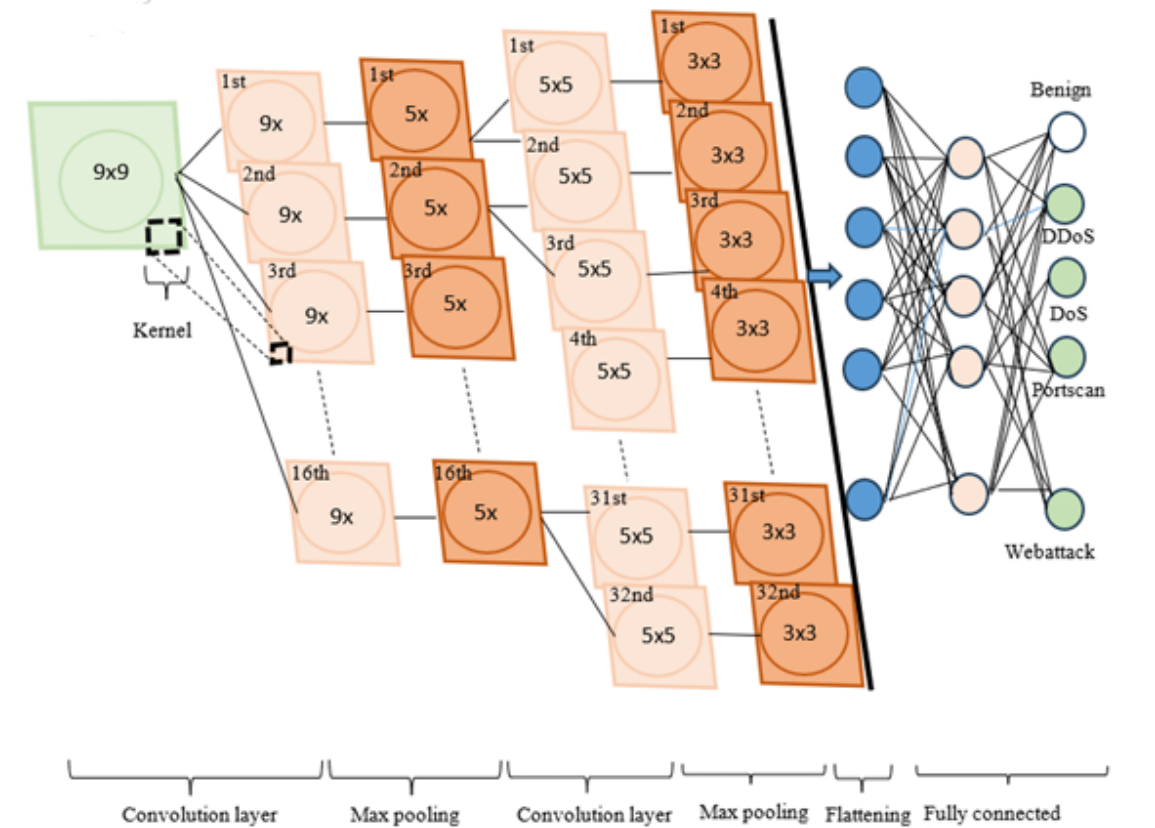 9x9
Kernel
1st
9x
2nd
9x
3rd
9x
16th
9x
1st
5x
2nd
5x
3rd
5x
16th
5x
1st
5x5
2nd
5x5
3rd
5x5
4th
5x5
31st
5x5
32nd
5x5
1st
3x3
2nd
3x3
3rd
3x3
4th
3x3
31st
3x3
32nd
3x3
Benign
DDoS
DoS
Portscan
Webattack
Convolution layer
Max pooling
Convolution layer
Max pooling
Flattening
Fully connected